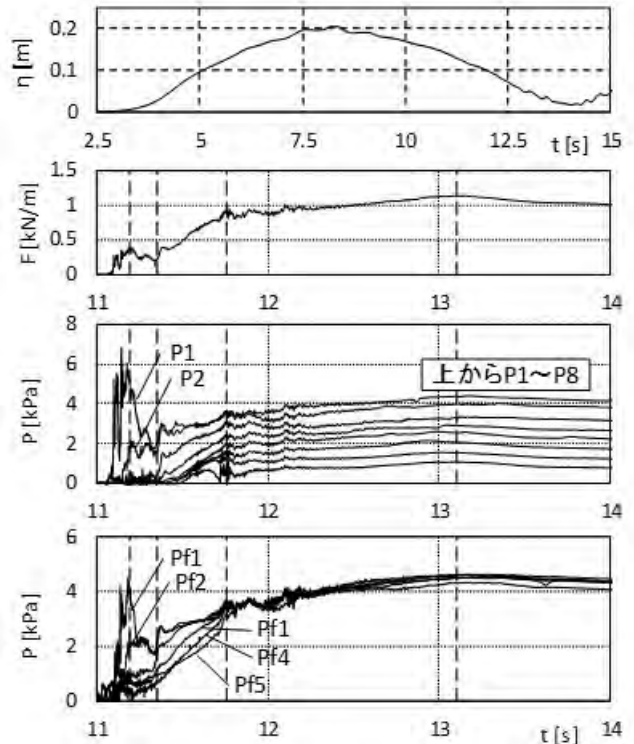 η [m]
0.2
0.1
0
2.5 5 7.5 10 12.5 15
t [s]
F [kN/m]
1.5
1
0.5
0
11 12 13 14
P [kPa]
8
6
4
2
0
P1
P2
上からP1～P8
11 12 13 14
P [kPa]
6
4
2
0
Pf1
Pf2
Pf1
Pf4
Pf5
11 12 13 14
t [s]